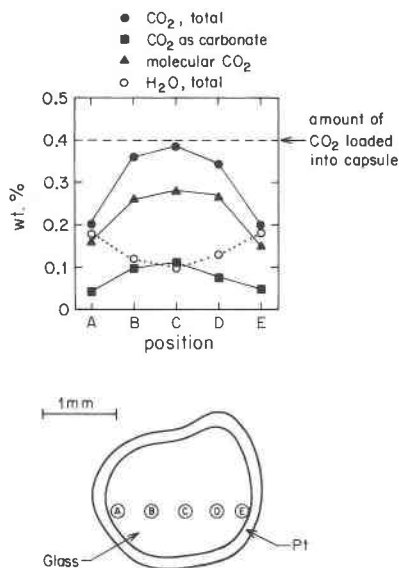 CO2, total
CO2 as carbonate
molecular CO2
H2O, total
0.5
0.4
0.3
0.2
0.1
0
wt. %
amount of
CO2 loaded
into capsule
A B C D E
position
1mm
A B C D E
Glass
Pt